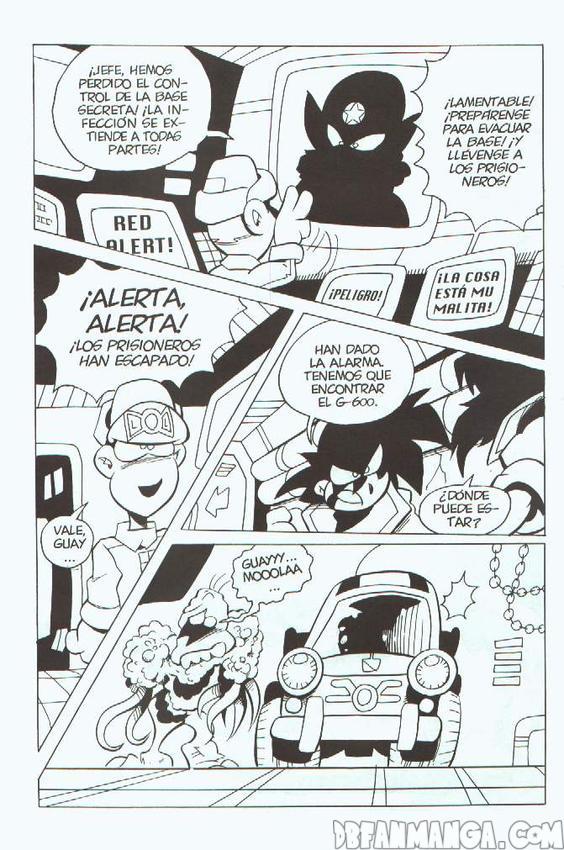 ¡JEFE, HEMOS
PERDIDO EL CON-
TROL DE LA BASE
SECRETA! ¡LA IN-
FECCIÓN SE EX-
TIENDE A TODAS
PARTES!
¡LAMENTABLE!
¡PREPÁRENSE
PARA EVACUAR
LA BASE! ¡Y
LLÉVENSE A
LOS PRISIO-
NEROS!
RED
ALERT!
¡PELIGRO!
¡LA COSA
ESTÁ MU
MALITA!
¡ALERTA,
ALERTA!
¡LOS PRISIONEROS
HAN ESCAPADO!
VALE,
GUAY
...
HAN DADO
LA ALARMA.
TENEMOS QUE
ENCONTRAR
EL G-600.
¿DÓNDE
PUEDE ES-
TAR?
GUAYYY...
MOOOLAA
...
DBFANMANGA.COM